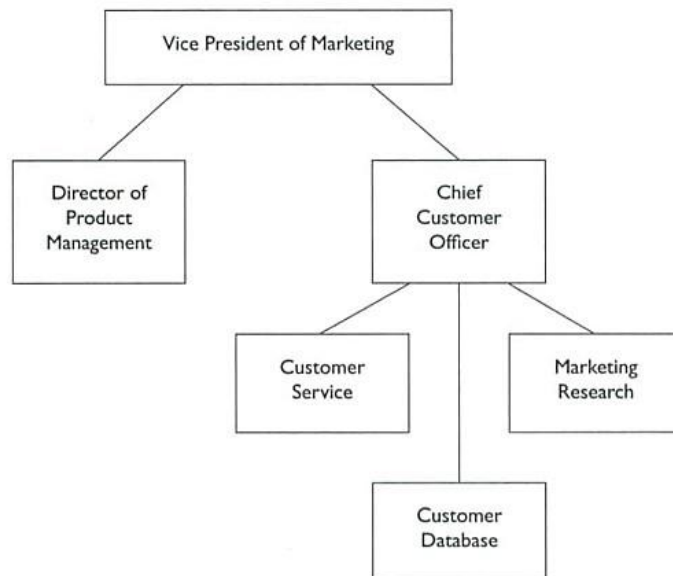 Vice President of Marketing
Director of
Product
Management
Chief
Customer
Officer
Customer
Service
Marketing
Research
Customer
Database